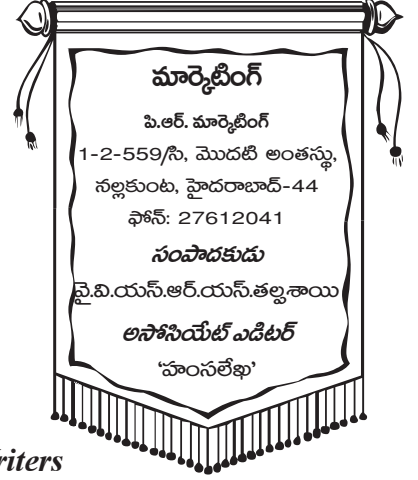 మార్కెటింగ్
పి.ఆర్. మార్కెటింగ్
1-2-559/సి, మొదటి అంతస్థు,
నల్లకుంట, హైదరాబాద్-44
ఫోన్: 27612041
సంపాదకుడు
వై.వి.యస్.ఆర్.యస్.తల్పశాయి
అసోసియేట్ ఎడిటర్
‘హంసలేఖ’